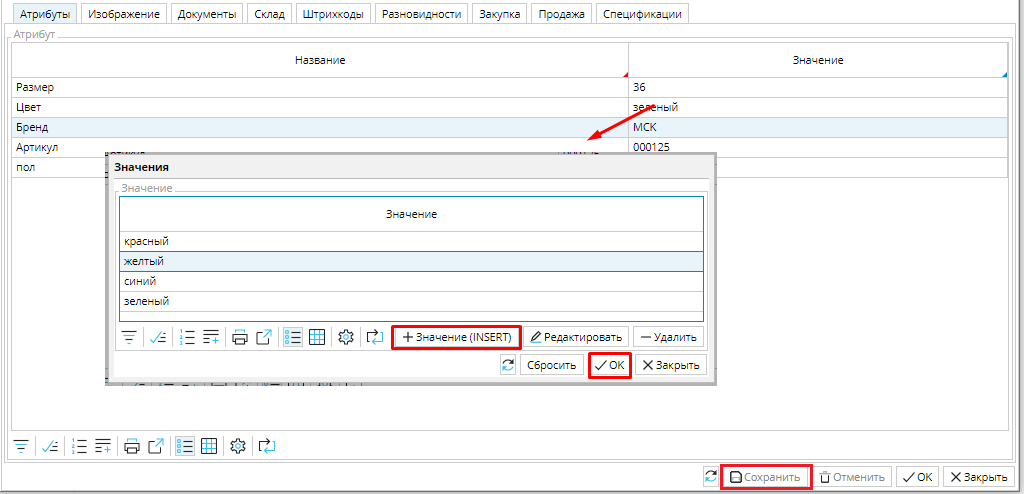 Атрибуты Изображение Документы Склад Штрихкоды Разновидности Закупка Продажа Спецификации
Атрибут
Название Значение
Размер 36
Цвет зеленый
Бренд МСК
Артикул 000125
пол
Значения
Значение
Значение
красный
желтый
синий
зеленый
Значение (INSERT) Редактировать Удалить
Сбросить OK Закрыть
Сохранить Отменить OK Закрыть